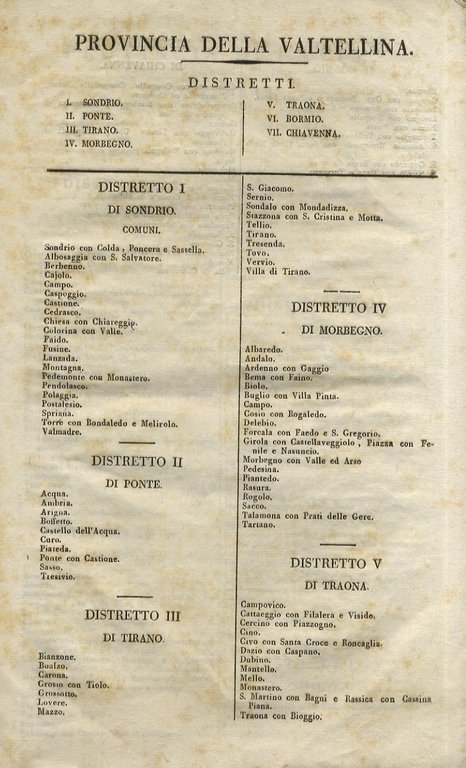 PROVINCIA DELLA VALTELLINA.
DISTRETTI.
I. SONDRIO.
II. PONTE.
III. TIRANO.
IV. MORBEGNO.
V. TRAONA.
VI. BORMIO.
VII. CHIAVENNA.
DISTRETTO I
DI SONDRIO.
COMUNI.
Sondrio con Colda, Poncera e Sassella.
Albosaggia con S. Salvatore.
Berbenno.
Cajolo.
Campo.
Caspoggio.
Castione.
Cedrasco.
Chiesa con Chiareggio.
Colorina con Valle.
Faido.
Fusine.
Lanzada.
Montagna.
Pedemonte con Monastero.
Pendolasco.
Polaggia.
Postalesio.
Spriana.
Torre con Bondaledo e Melirolo.
Valmadre.
DISTRETTO II
DI PONTE.
Acqua.
Ambria.
Arigna.
Boffetto.
Castello dell'Acqua.
Curo.
Piateda.
Ponte con Castione.
Sasso.
Tresivio.
DISTRETTO III
DI TIRANO.
Bianzone.
Boalzo.
Carona.
Grosio con Tiolo.
Grossotto.
Lovere.
Mazzo.
S. Giacomo.
Sernio.
Sondalo con Mondadizza.
Stazzona con S. Cristina e Motta.
Tellio.
Tirano.
Tresenda.
Tovo.
Vervio.
Villa di Tirano.
DISTRETTO IV
DI MORBEGNO.
Albaredo.
Andalo.
Ardenno con Gaggio
Bema con Faino.
Biolo.
Buglio con Villa Pinta.
Campo.
Cosio con Rogaledo.
Delebio.
Forcala con Faedo e S. Gregorio.
Girola con Castellaveggiolo, Piazza con Fe-
nile e Nasuncio.
Morbegno con Valle ed Arso
Pedesina.
Piantedo.
Rasura.
Rogolo.
Sacco.
Talamona con Prati delle Gere.
Tartano.
DISTRETTO V
DI TRAONA.
Campovico.
Cattaeggio con Filalera e Viside.
Cercino con Piazzogno.
Cino.
Civo con Santa Croce e Roncaglia.
Dazio con Caspano.
Dubino.
Mantello.
Mello.
Monastero.
S. Martino con Bagni e Rassica con Cassina
Piana.
Traona con Bioggio.